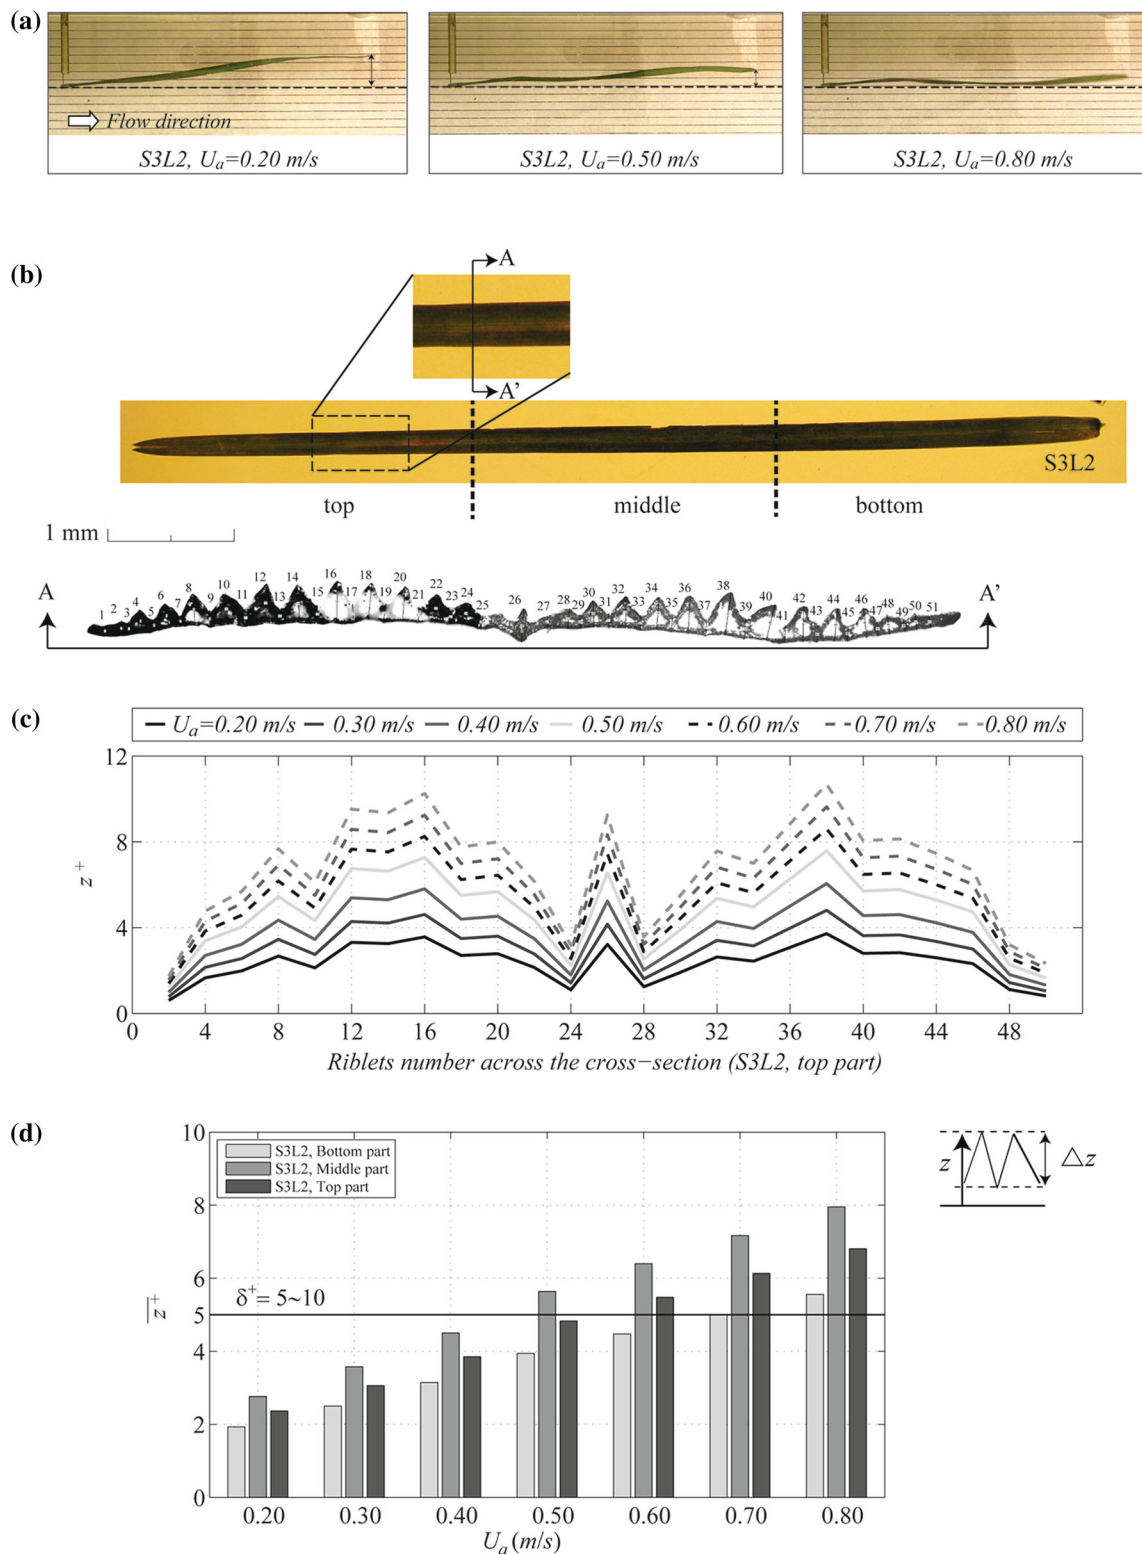 (a)
Flow direction
S3L2, Ua=0.20 m/s
S3L2, Ua=0.50 m/s
S3L2, Ua=0.80 m/s
(b)
A
A'
S3L2
top
middle
bottom
1 mm
A
1 2 3 4 5 6 7 8 9 10 11 12 13 14 15 16 17 18 19 20 21 22 23 24 25 26 27 28 29 30 31 32 33 34 35 36 37 38 39 40 41 42 43 44 45 46 47 48 49 50 51
A'
(c)
Ua=0.20 m/s 0.30 m/s 0.40 m/s 0.50 m/s 0.60 m/s 0.70 m/s 0.80 m/s
12
8
4
0
z+
0 4 8 12 16 20 24 28 32 36 40 44 48
Riblets number across the cross−section (S3L2, top part)
(d)
S3L2, Bottom part
S3L2, Middle part
S3L2, Top part
10
8
6
5
4
2
0
z+
δ+= 5~10
0.20 0.30 0.40 0.50 0.60 0.70 0.80
Ua(m/s)
z
△z